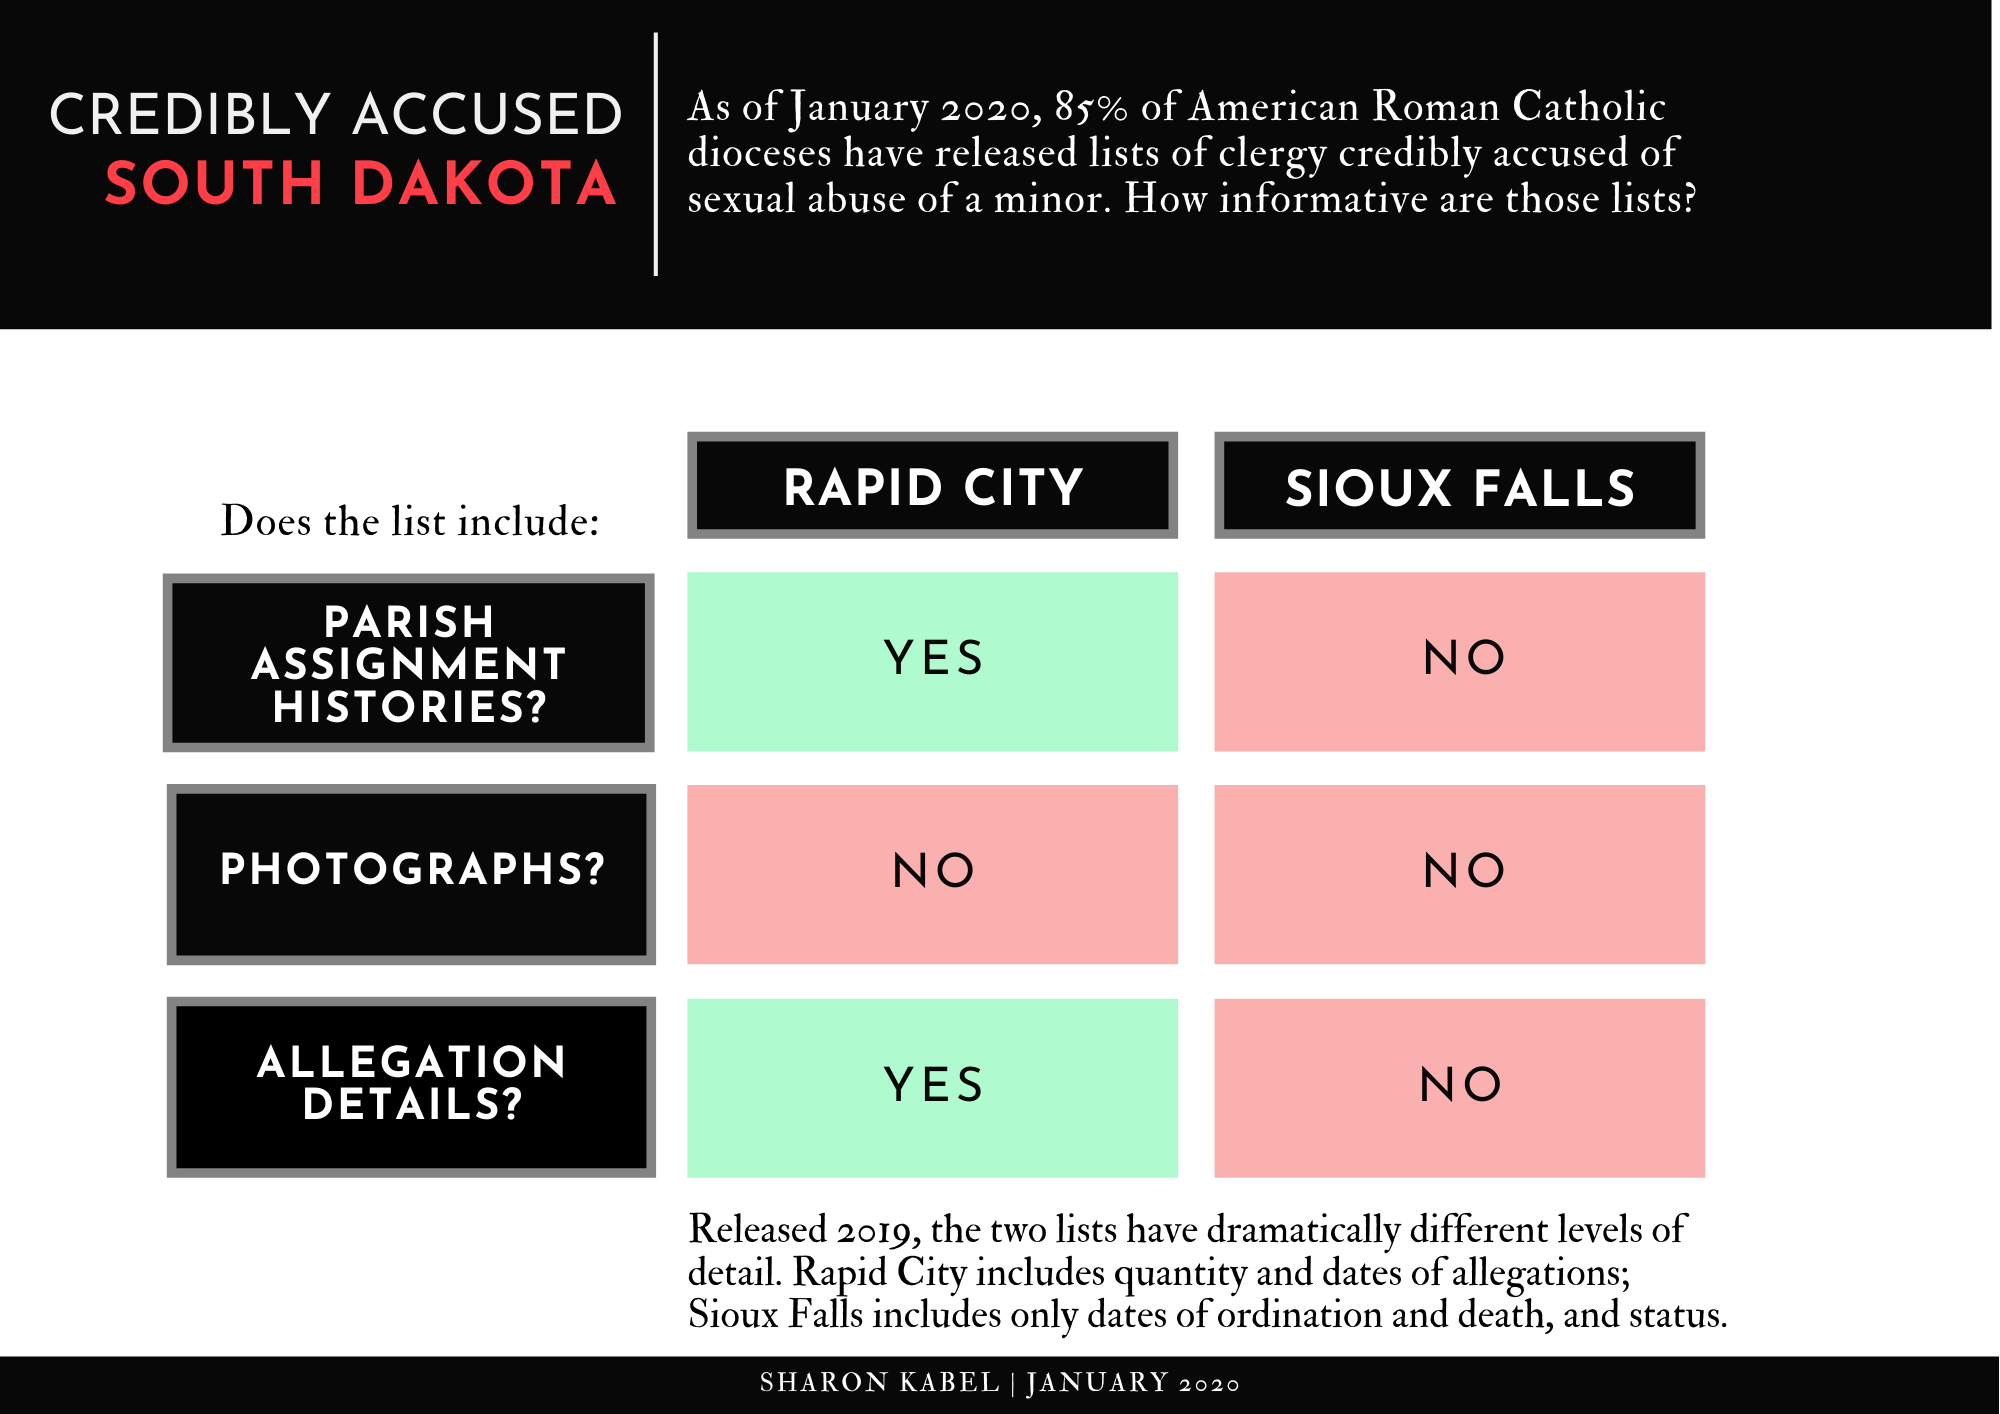 CREDIBLY ACCUSED
SOUTH DAKOTA
As of January 2020, 85% of American Roman Catholic
dioceses have released lists of clergy credibly accused of
sexual abuse of a minor. How informative are those lists?
Does the list include:
RAPID CITY
SIOUX FALLS
PARISH
ASSIGNMENT
HISTORIES?
YES
NO
PHOTOGRAPHS?
NO
NO
ALLEGATION
DETAILS?
YES
NO
Released 2019, the two lists have dramatically different levels of
detail. Rapid City includes quantity and dates of allegations;
Sioux Falls includes only dates of ordination and death, and status.
SHARON KABEL | JANUARY 2020